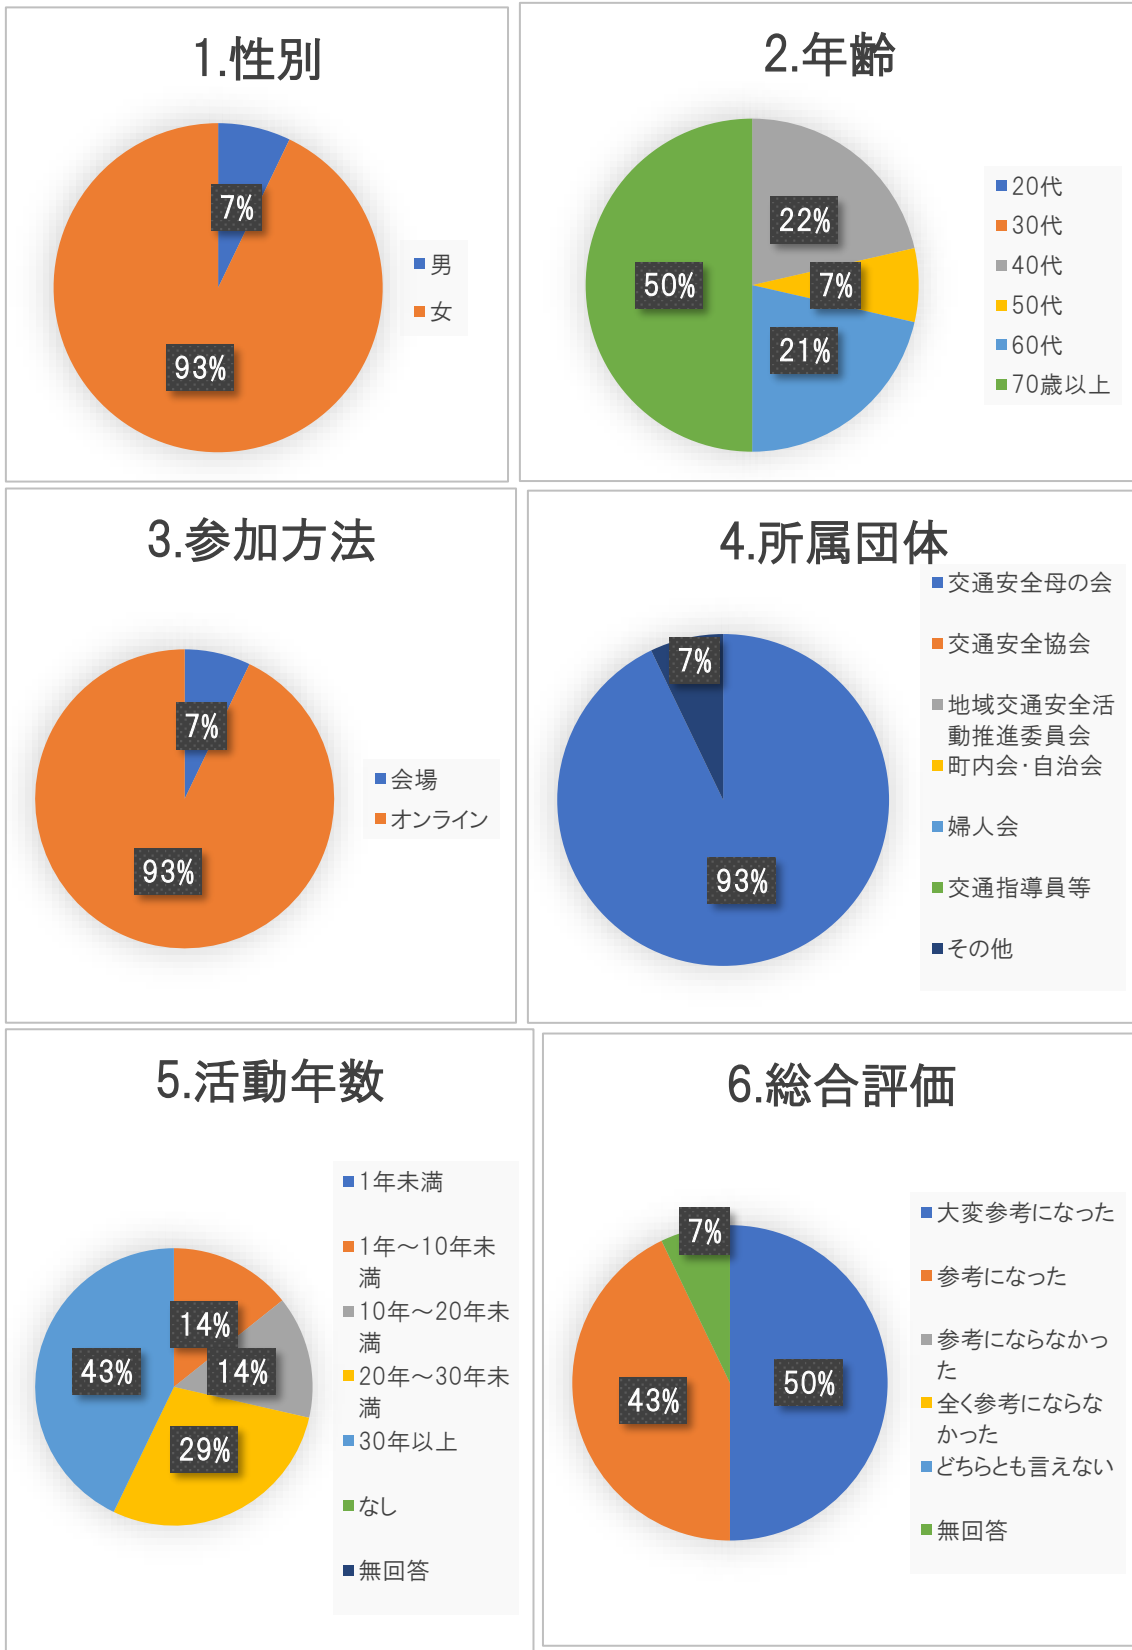 1.性別
7%
93%
男
女
2.年齢
22%
7%
50%
21%
20代
30代
40代
50代
60代
70歳以上
3.参加方法
7%
93%
会場
オンライン
4.所属団体
7%
93%
交通安全母の会
交通安全協会
地域交通安全活
動推進委員会
町内会・自治会
婦人会
交通指導員等
その他
5.活動年数
14%
43%
14%
29%
1年未満
1年～10年未
満
10年～20年未
満
20年～30年未
満
30年以上
なし
無回答
6.総合評価
7%
50%
43%
大変参考になった
参考になった
参考にならなかっ
た
全く参考にならな
かった
どちらとも言えない
無回答